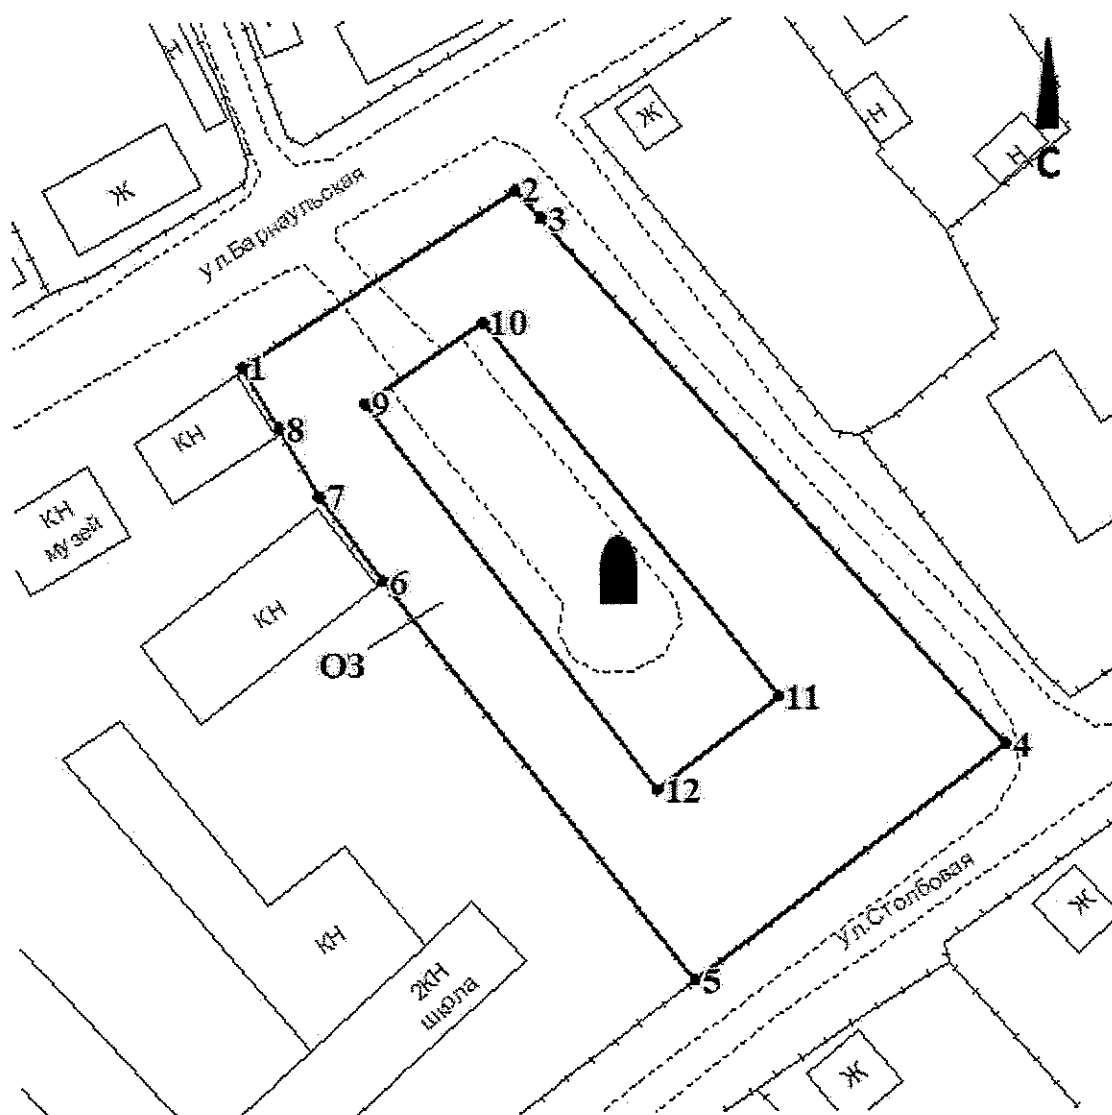 Н
Ж
Н
Н
С
Ж
ул.Барнаульская
2
3
10
1
9
КН
8
КН
музей
7
6
КН
ОЗ
11
4
12
ул.Столбовая
Ж
КН
2КН
школа
5
Ж